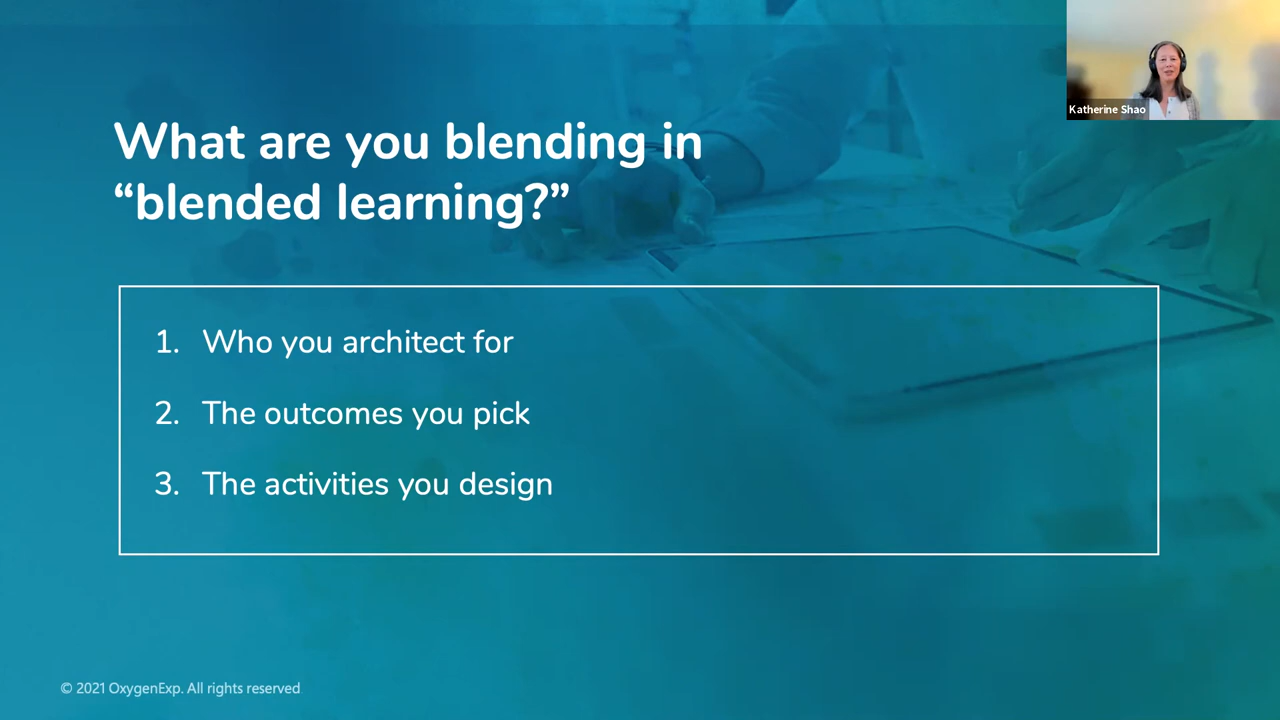 Katherine Shao
What are you blending in
“blended learning?”
1. Who you architect for
2. The outcomes you pick
3. The activities you design
© 2021 OxygenExp. All rights reserved